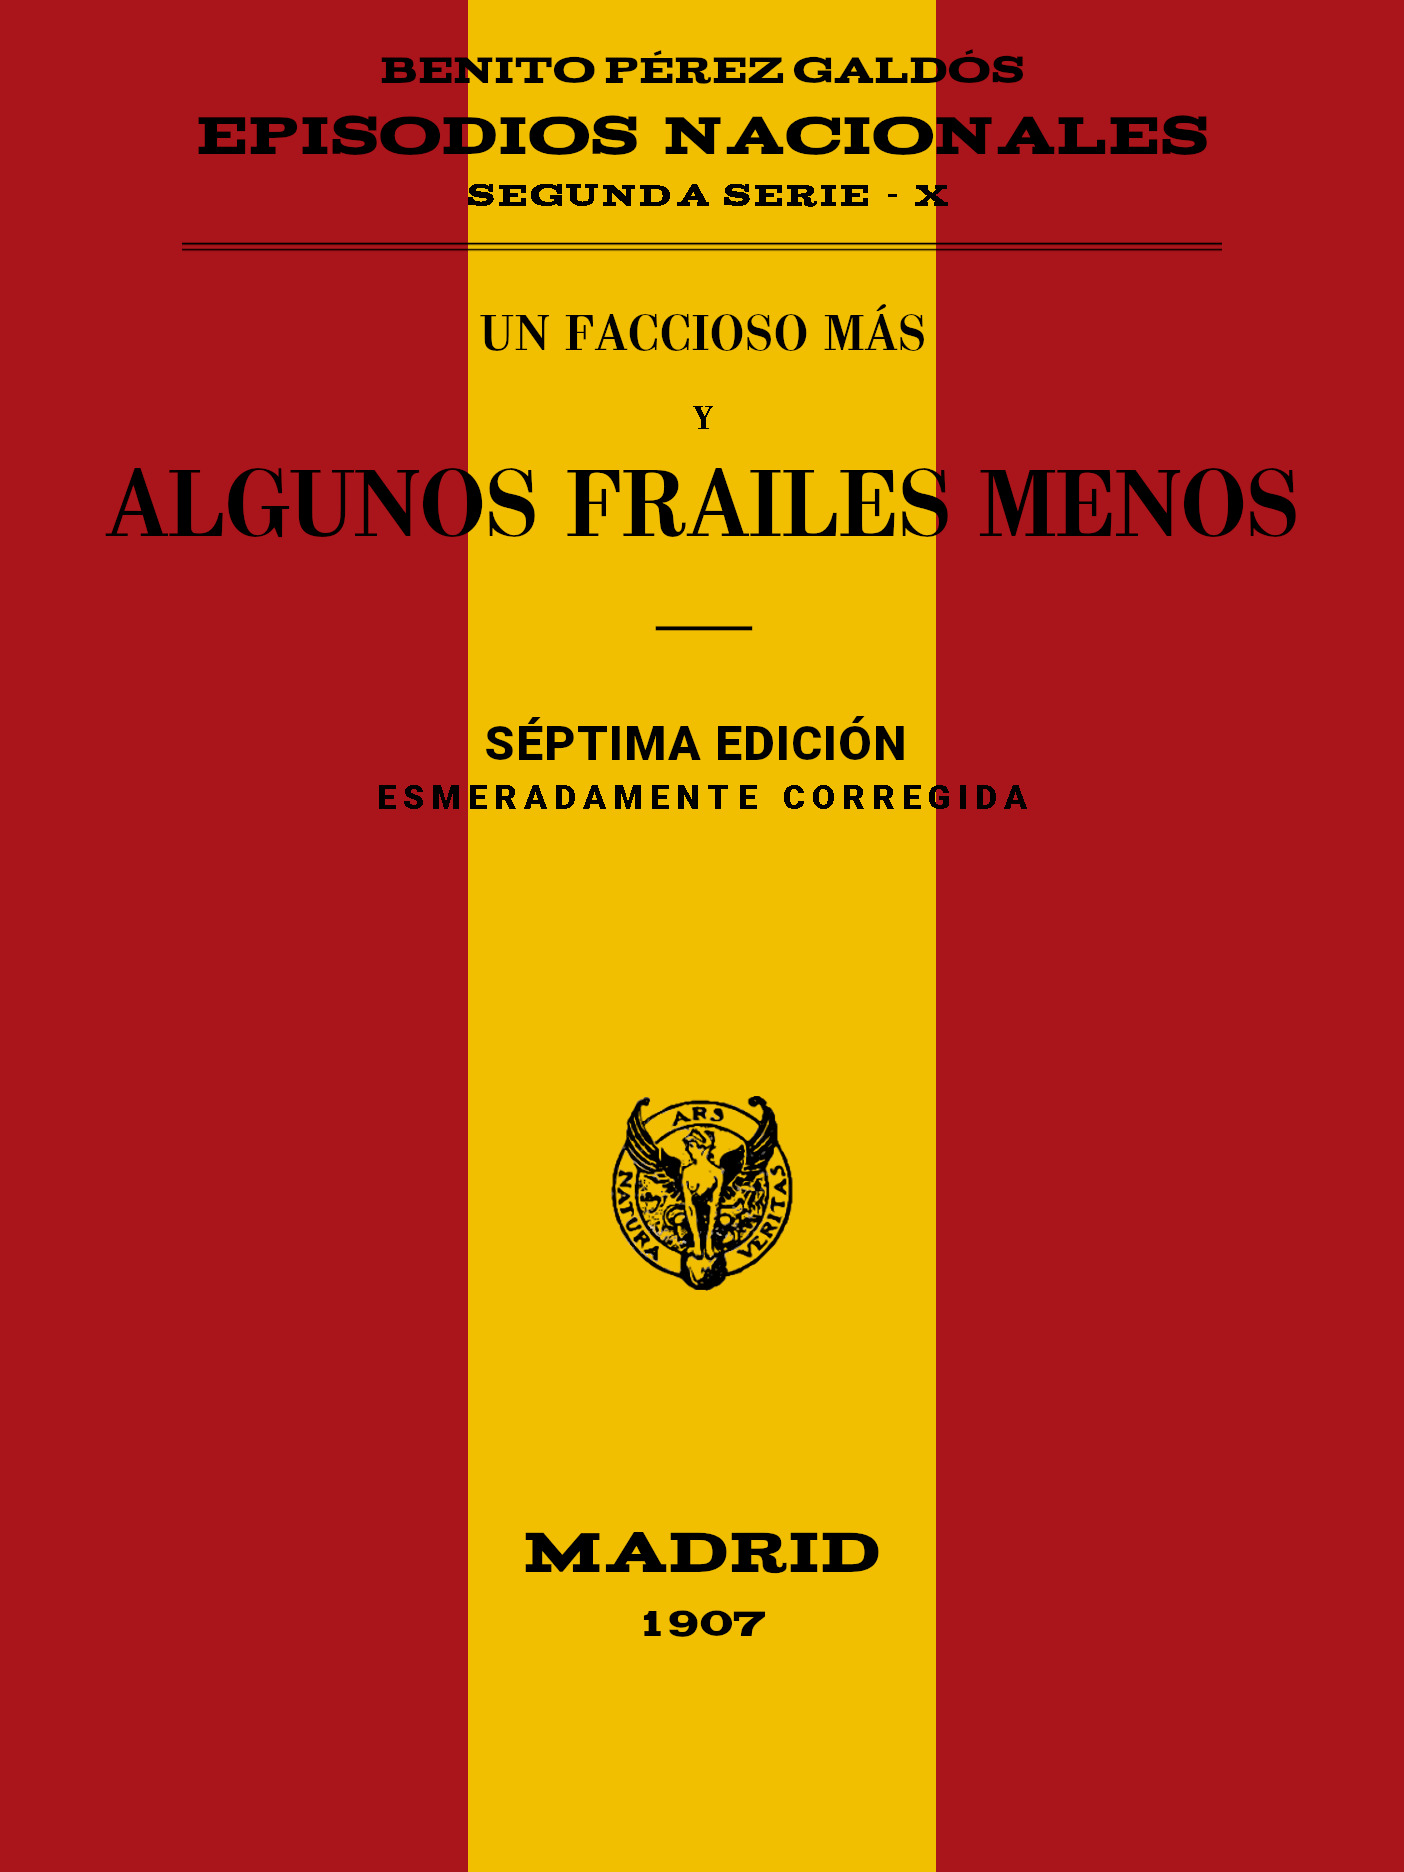 BENITO PÉREZ GALDÓS
EPISODIOS NACIONALES
SEGUNDA SERIE - X
UN FACCIOSO MÁS
Y
ALGUNOS FRAILES MENOS
SÉPTIMA EDICIÓN
ESMERADAMENTE CORREGIDA
ARS
NATURA
VERITAS
MADRID
1907